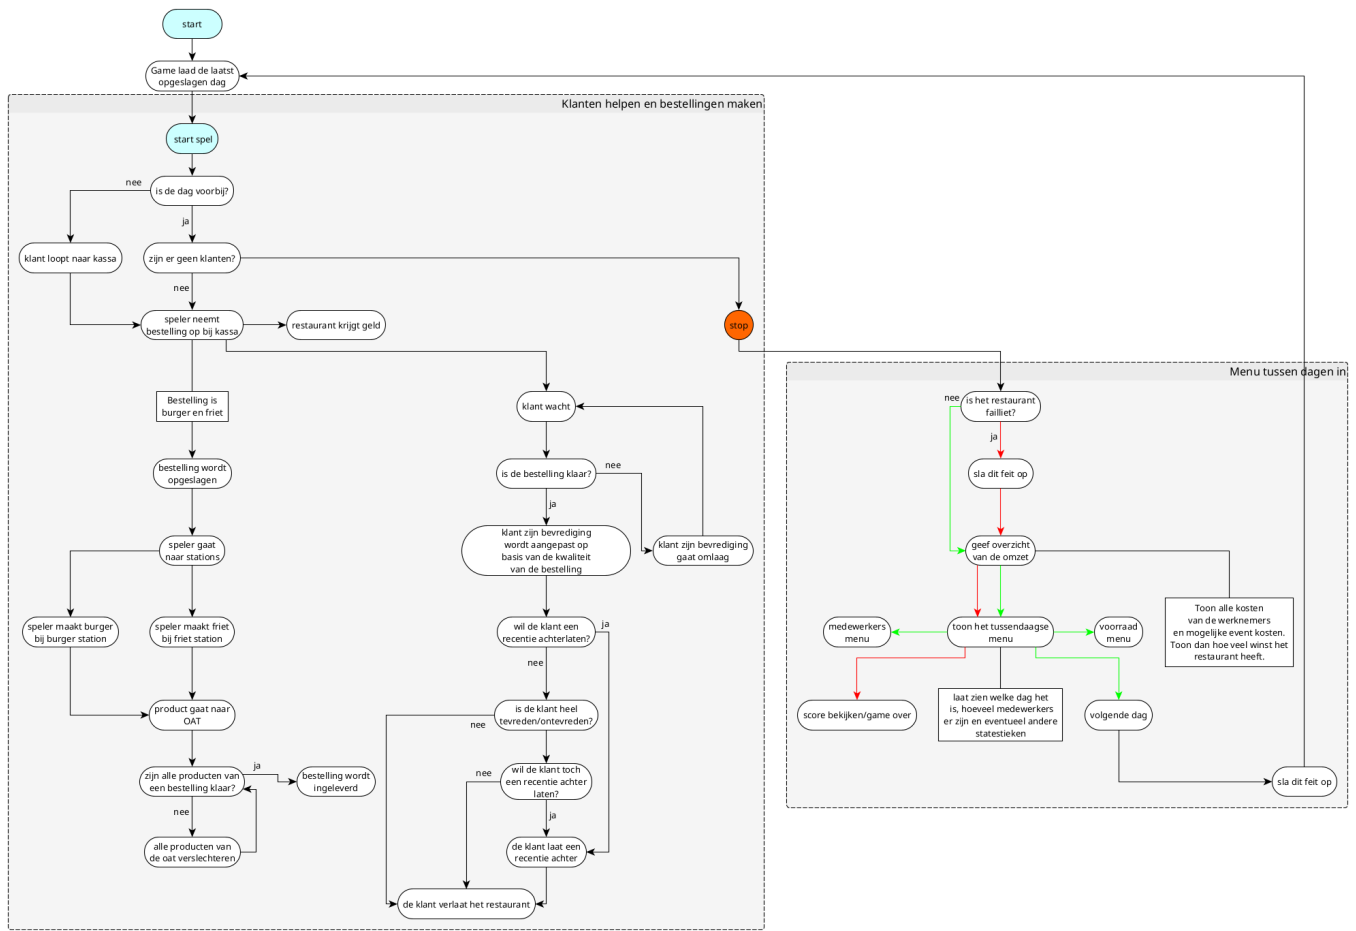 start
Game laad de laatst
opgeslagen dag
Klanten helpen en bestellingen maken
start spel
nee
is de dag voorbij?
ja
klant loopt naar kassa
zijn er geen klanten?
nee
speler neemt
bestelling op bij kassa
restaurant krijgt geld
stop
Bestelling is
burger en friet
klant wacht
bestelling wordt
opgeslagen
is de bestelling klaar?
nee
ja
speler gaat
naar stations
klant zijn bevrediging
wordt aangepast op
basis van de kwaliteit
van de bestelling
klant zijn bevrediging
gaat omlaag
speler maakt burger
bij burger station
speler maakt friet
bij friet station
wil de klant een
recentie achterlaten?
ja
nee
product gaat naar
OAT
is de klant heel
tevreden/ontevreden?
nee
zijn alle producten van
een bestelling klaar?
ja
bestelling wordt
ingeleverd
nee
wil de klant toch
een recentie achter
laten?
nee
ja
alle producten van
de oat verslechteren
de klant laat een
recentie achter
de klant verlaat het restaurant
Menu tussen dagen in
nee
is het restaurant
failliet?
ja
sla dit feit op
geef overzicht
van de omzet
Toon alle kosten
van de werknemers
en mogelijke event kosten.
Toon dan hoe veel winst het
restaurant heeft.
medewerkers
menu
toon het tussendaagse
menu
voorraad
menu
score bekijken/game over
laat zien welke dag het
is, hoeveel medewerkers
er zijn en eventueel andere
statestieken
volgende dag
sla dit feit op